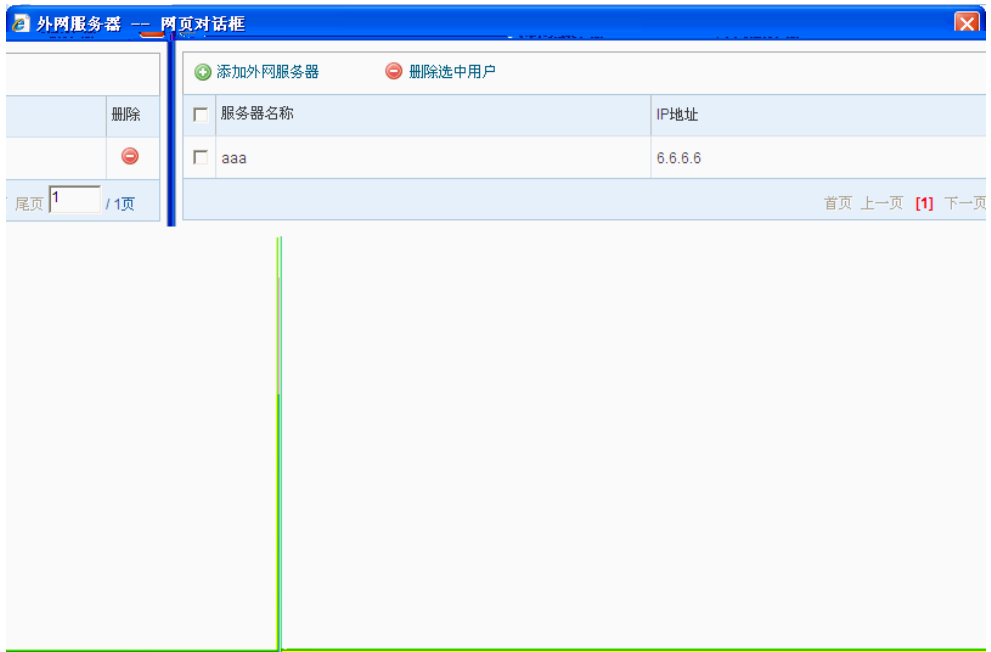 外网服务器 -- 网页对话框
添加外网服务器 删除选中用户
删除 服务器名称 IP地址
aaa 6.6.6.6
尾页 1 / 1页 首页 上一页 [1] 下一页